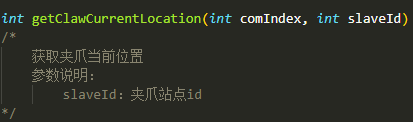 int getClawCurrentLocation(int comIndex, int slaveId)
/*
获取夹爪当前位置
参数说明：
slaveId：夹爪站点id
*/